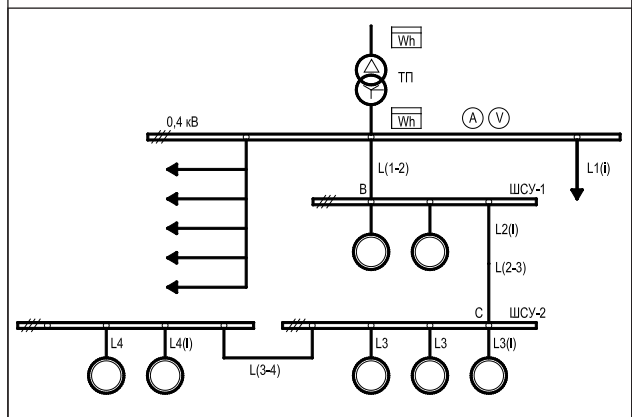 Wh
ТП
Wh
A V
0,4 кВ
L(1-2)
L1(i)
В
ШСУ-1
L2(I)
L(2-3)
С
ШСУ-2
L4
L4(I)
L3
L3
L3(I)
L(3-4)